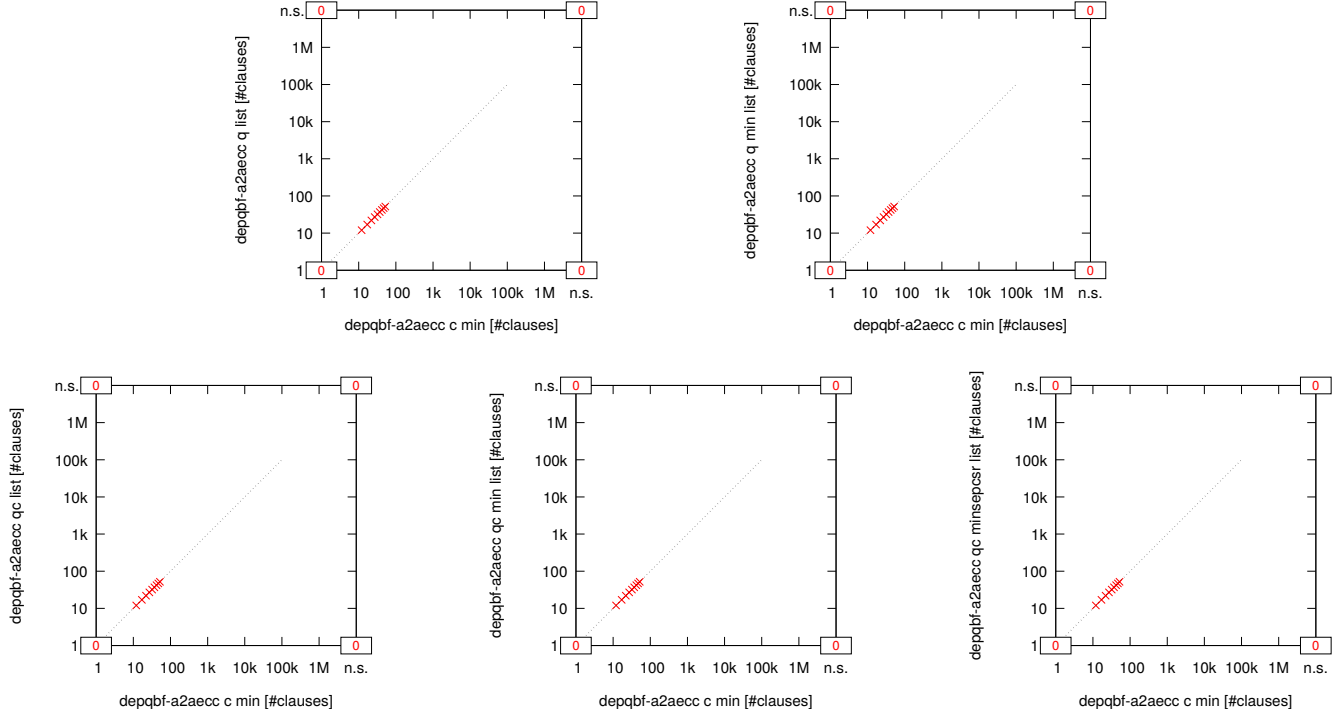 n.s. 0 0
1M
100k
10k
1k
100
10
1 0 0
1 10 100 1k 10k 100k 1M n.s.
depqbf-a2aecc q list [#clauses]
depqbf-a2aecc c min [#clauses]
n.s. 0 0
1M
100k
10k
1k
100
10
1 0 0
1 10 100 1k 10k 100k 1M n.s.
depqbf-a2aecc q min list [#clauses]
depqbf-a2aecc c min [#clauses]
n.s. 0 0
1M
100k
10k
1k
100
10
1 0 0
1 10 100 1k 10k 100k 1M n.s.
depqbf-a2aecc qc list [#clauses]
depqbf-a2aecc c min [#clauses]
n.s. 0 0
1M
100k
10k
1k
100
10
1 0 0
1 10 100 1k 10k 100k 1M n.s.
depqbf-a2aecc qc min list [#clauses]
depqbf-a2aecc c min [#clauses]
n.s. 0 0
1M
100k
10k
1k
100
10
1 0 0
1 10 100 1k 10k 100k 1M n.s.
depqbf-a2aecc qc minsepcsr list [#clauses]
depqbf-a2aecc c min [#clauses]